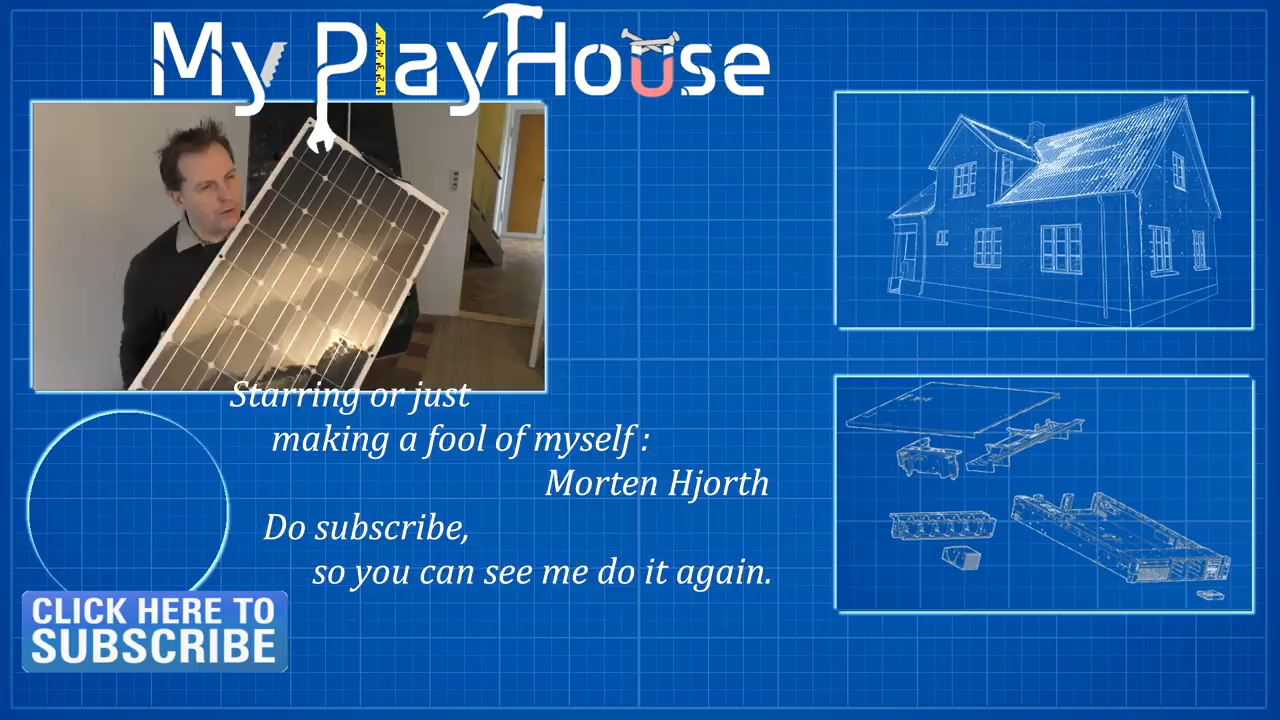 My PlayHouse
Starring or just
making a fool of myself :
Morten Hjorth
Do subscribe,
so you can see me do it again.
CLICK HERE TO
SUBSCRIBE